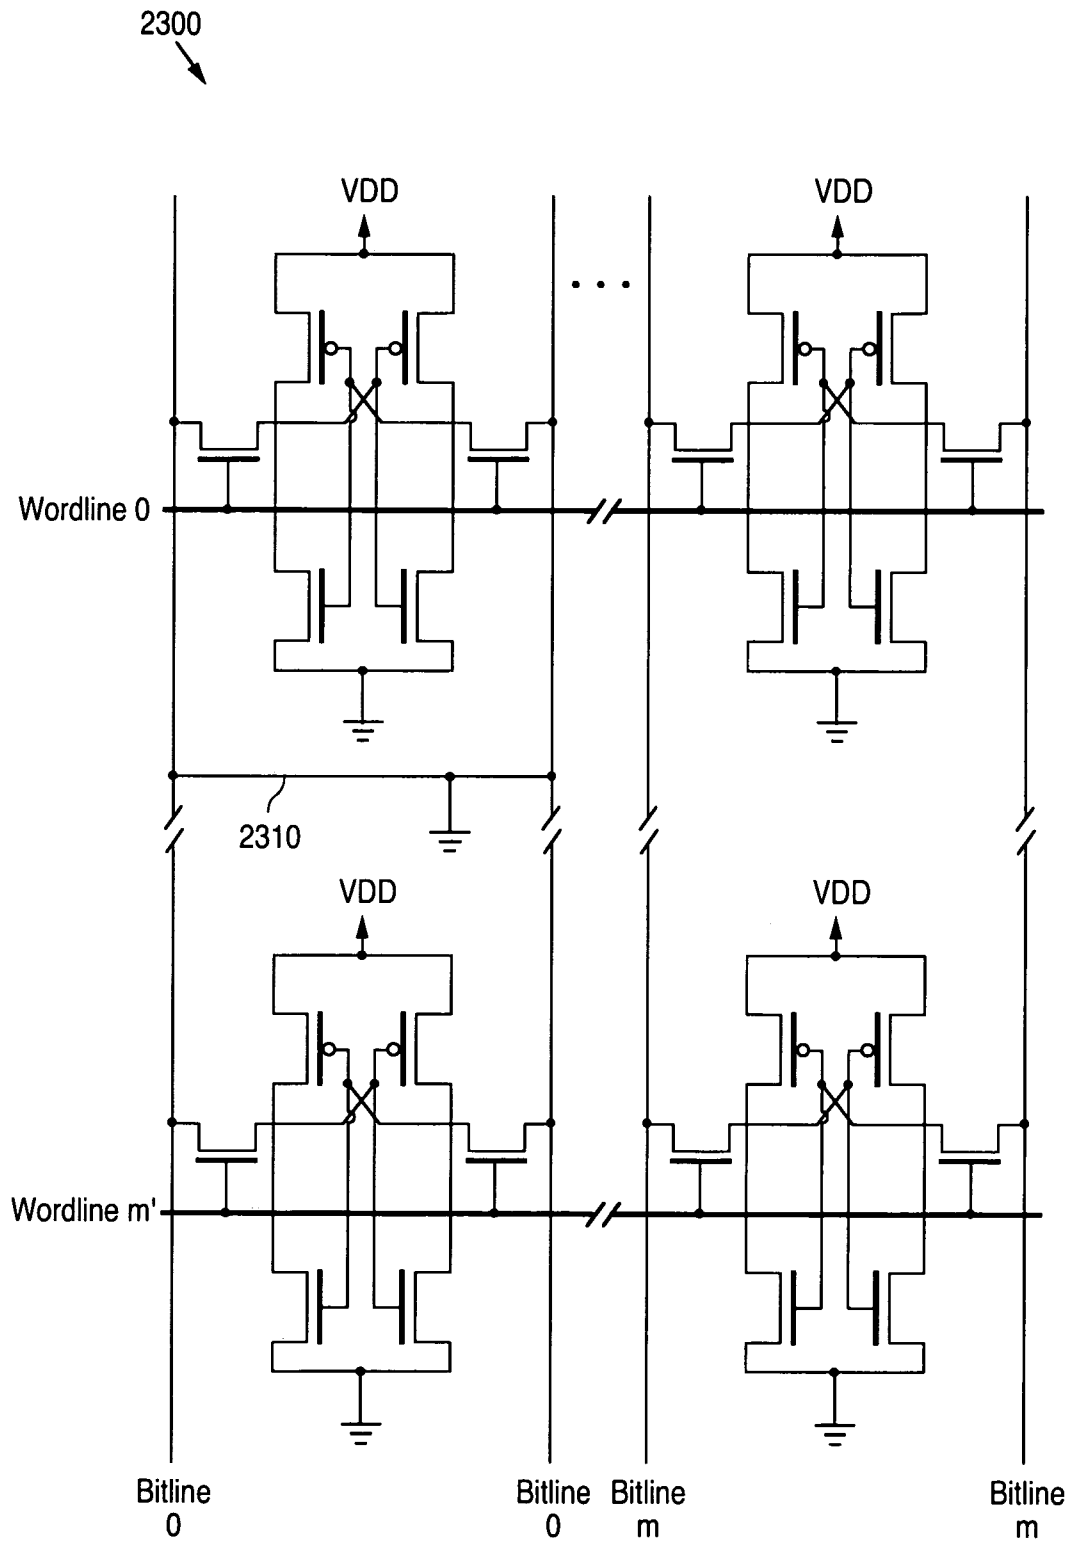 2300
VDD
VDD
. . .
Wordline 0
2310
VDD
VDD
Wordline m'
Bitline
0
Bitline
0
Bitline
m
Bitline
m